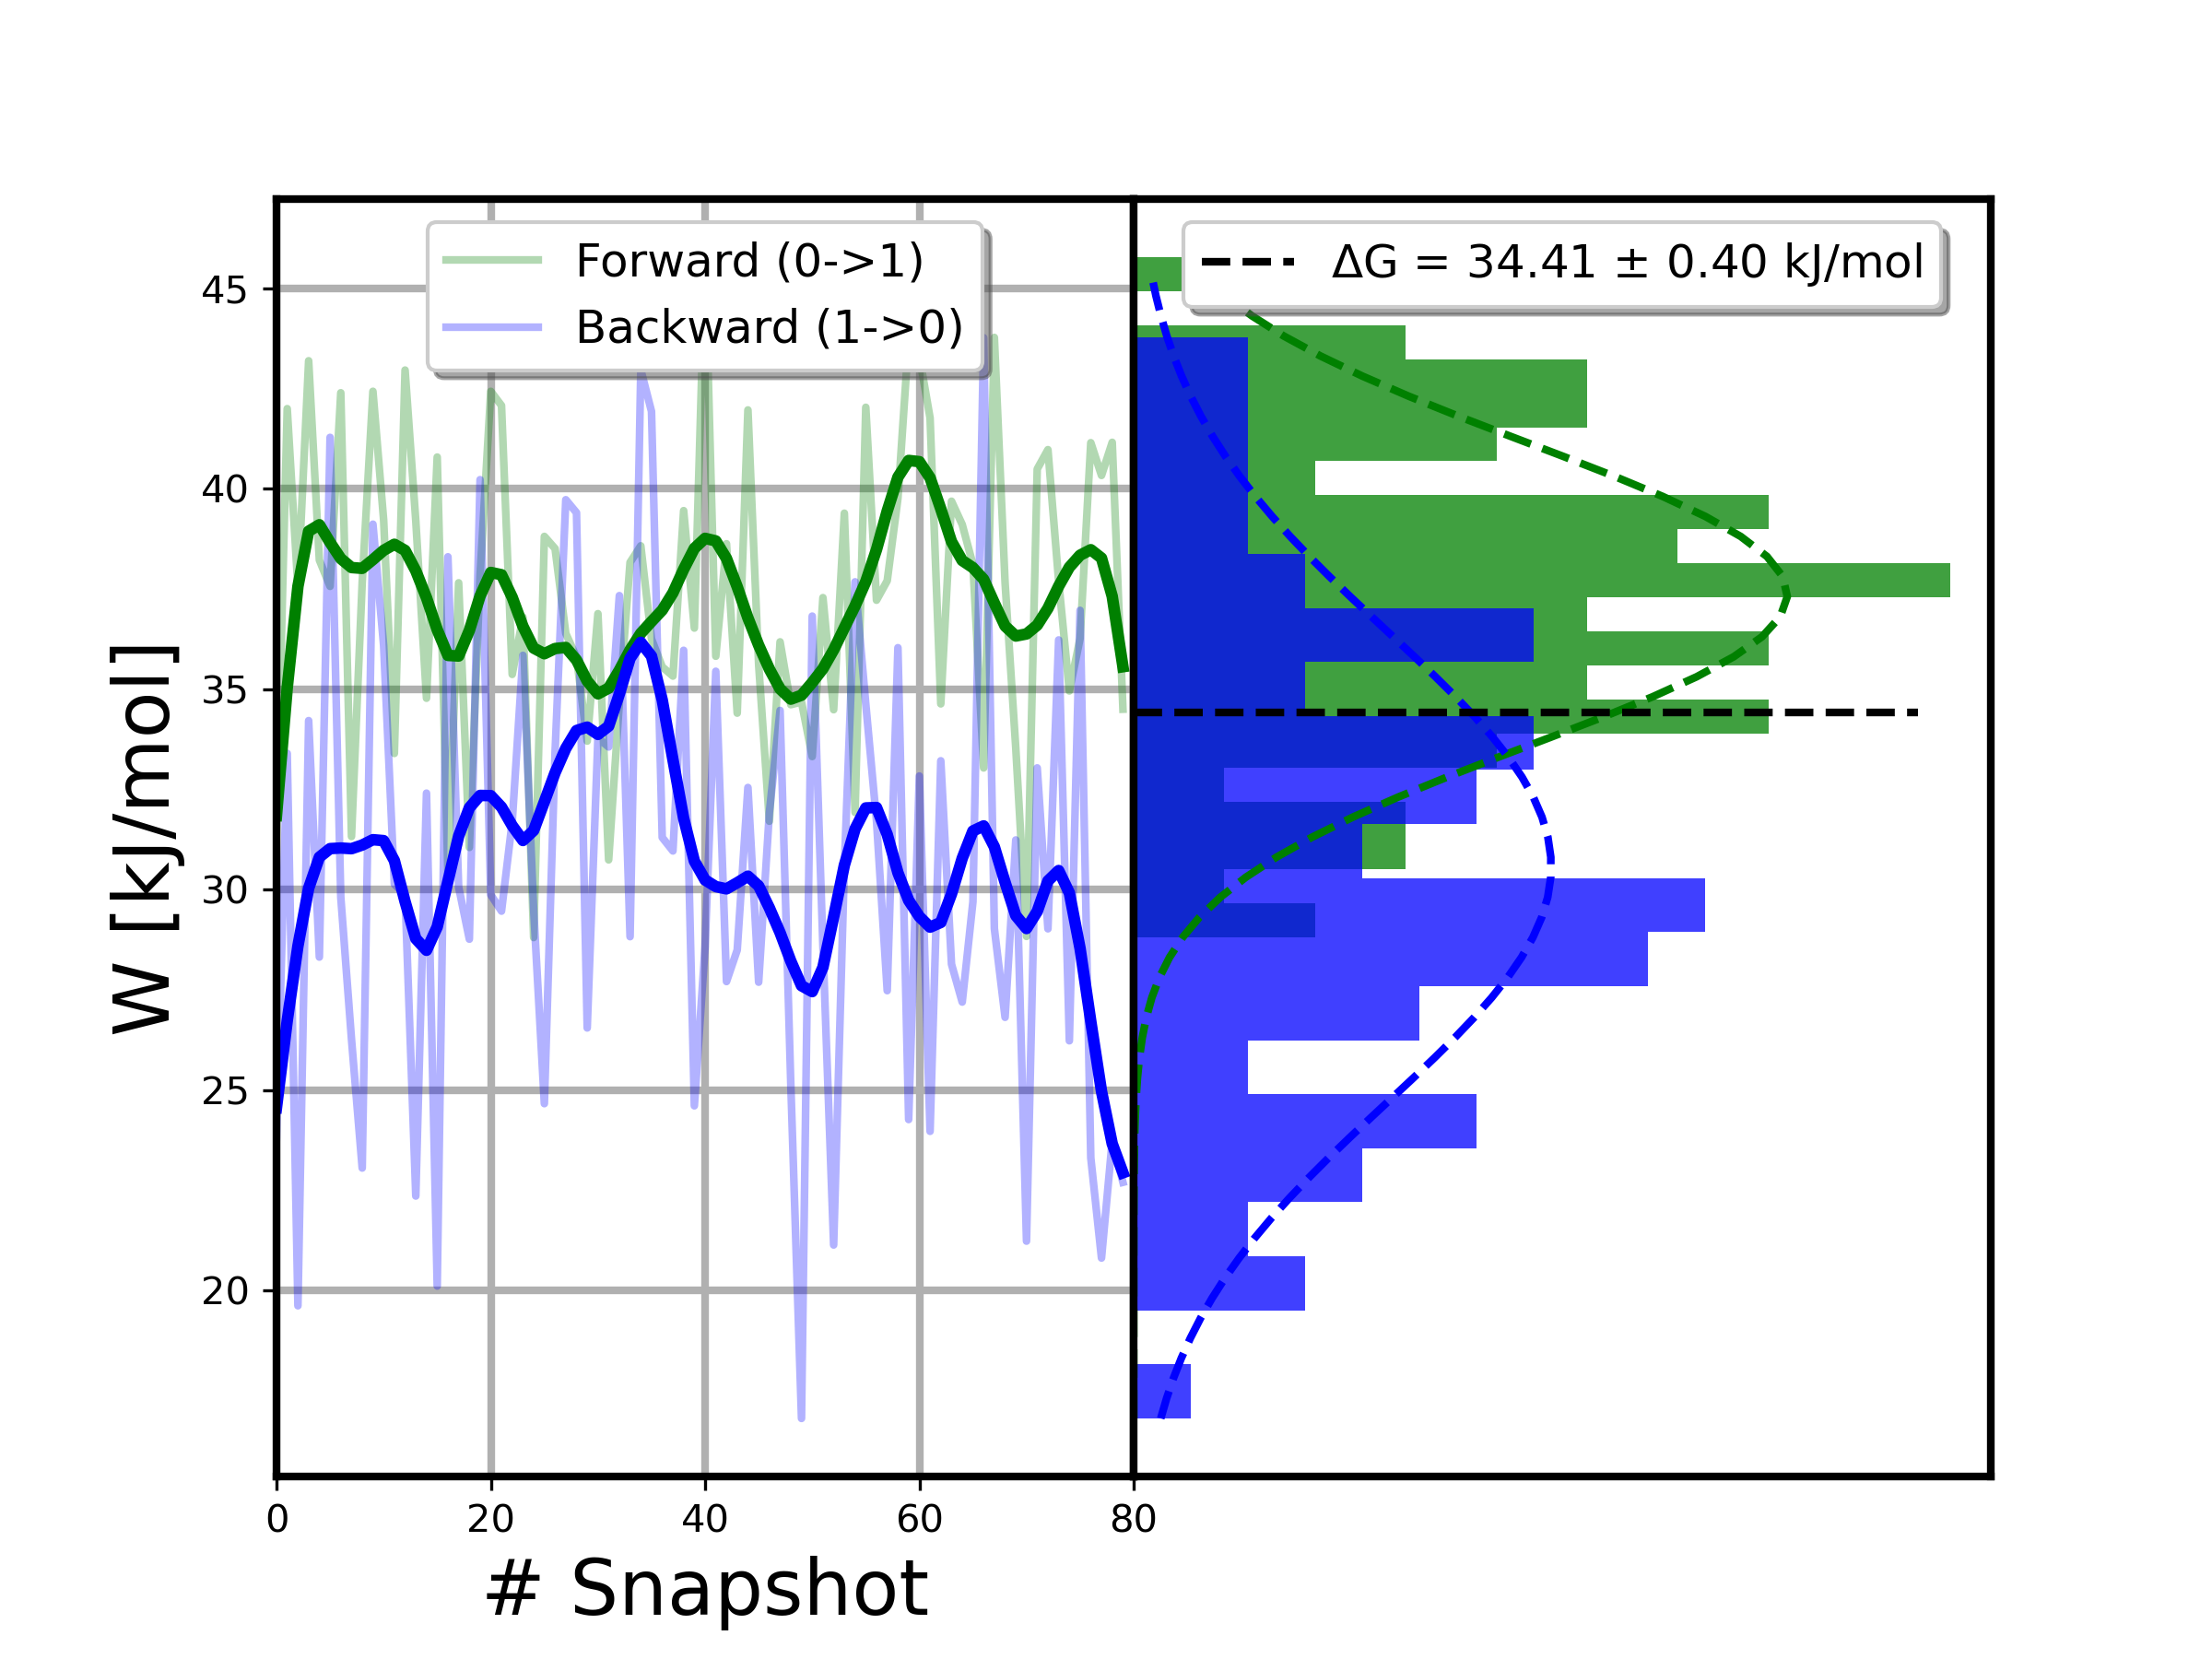 Forward (0->1)
Backward (1->0)
ΔG = 34.41 ± 0.40 kJ/mol
45
40
35
30
25
20
W [kJ/mol]
0 20 40 60 80
# Snapshot